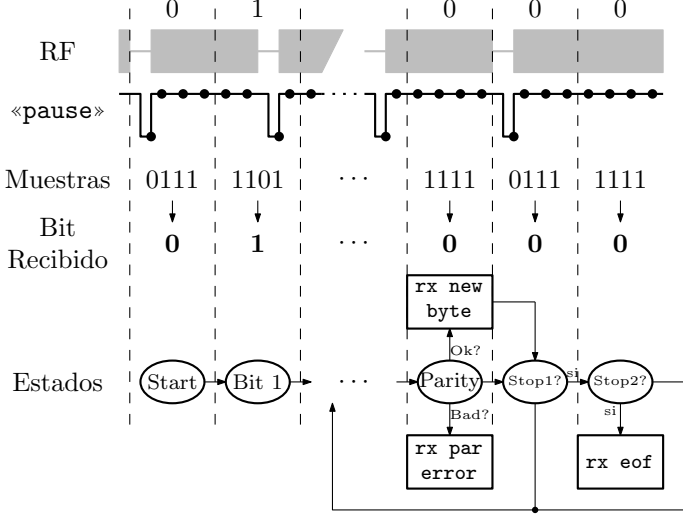 0 1 0 0 0
RF
«pause»
Muestras 0111 1101 · · · 1111 0111 1111
Bit
Recibido 0 1 · · · 0 0 0
rx new
byte
Ok?
Estados Start Bit 1 · · · Parity Stop1? si Stop2?
Bad? si
rx par
error
rx eof